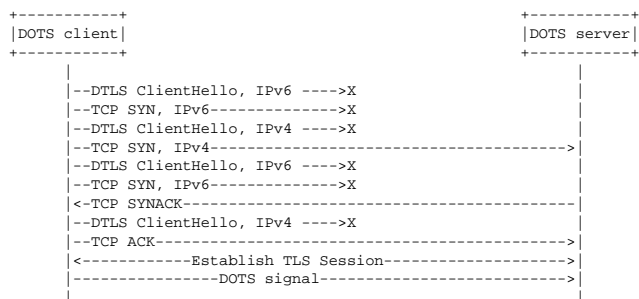 +-----------+                                     +-----------+
|DOTS client|                                     |DOTS server|
+-----------+                                     +-----------+
      |                                                 |
      |--DTLS ClientHello, IPv6 ---->X                  |
      |--TCP SYN, IPv6-------------->X                  |
      |--DTLS ClientHello, IPv4 ---->X                  |
      |--TCP SYN, IPv4--------------------------------->|
      |--DTLS ClientHello, IPv6 ---->X                  |
      |--TCP SYN, IPv6-------------->X                  |
      |<-TCP SYNACK-------------------------------------|
      |--DTLS ClientHello, IPv4 ---->X                  |
      |--TCP ACK--------------------------------------->|
      |<------------Establish TLS Session-------------->|
      |----------------DOTS signal--------------------->|
      |                                                 |